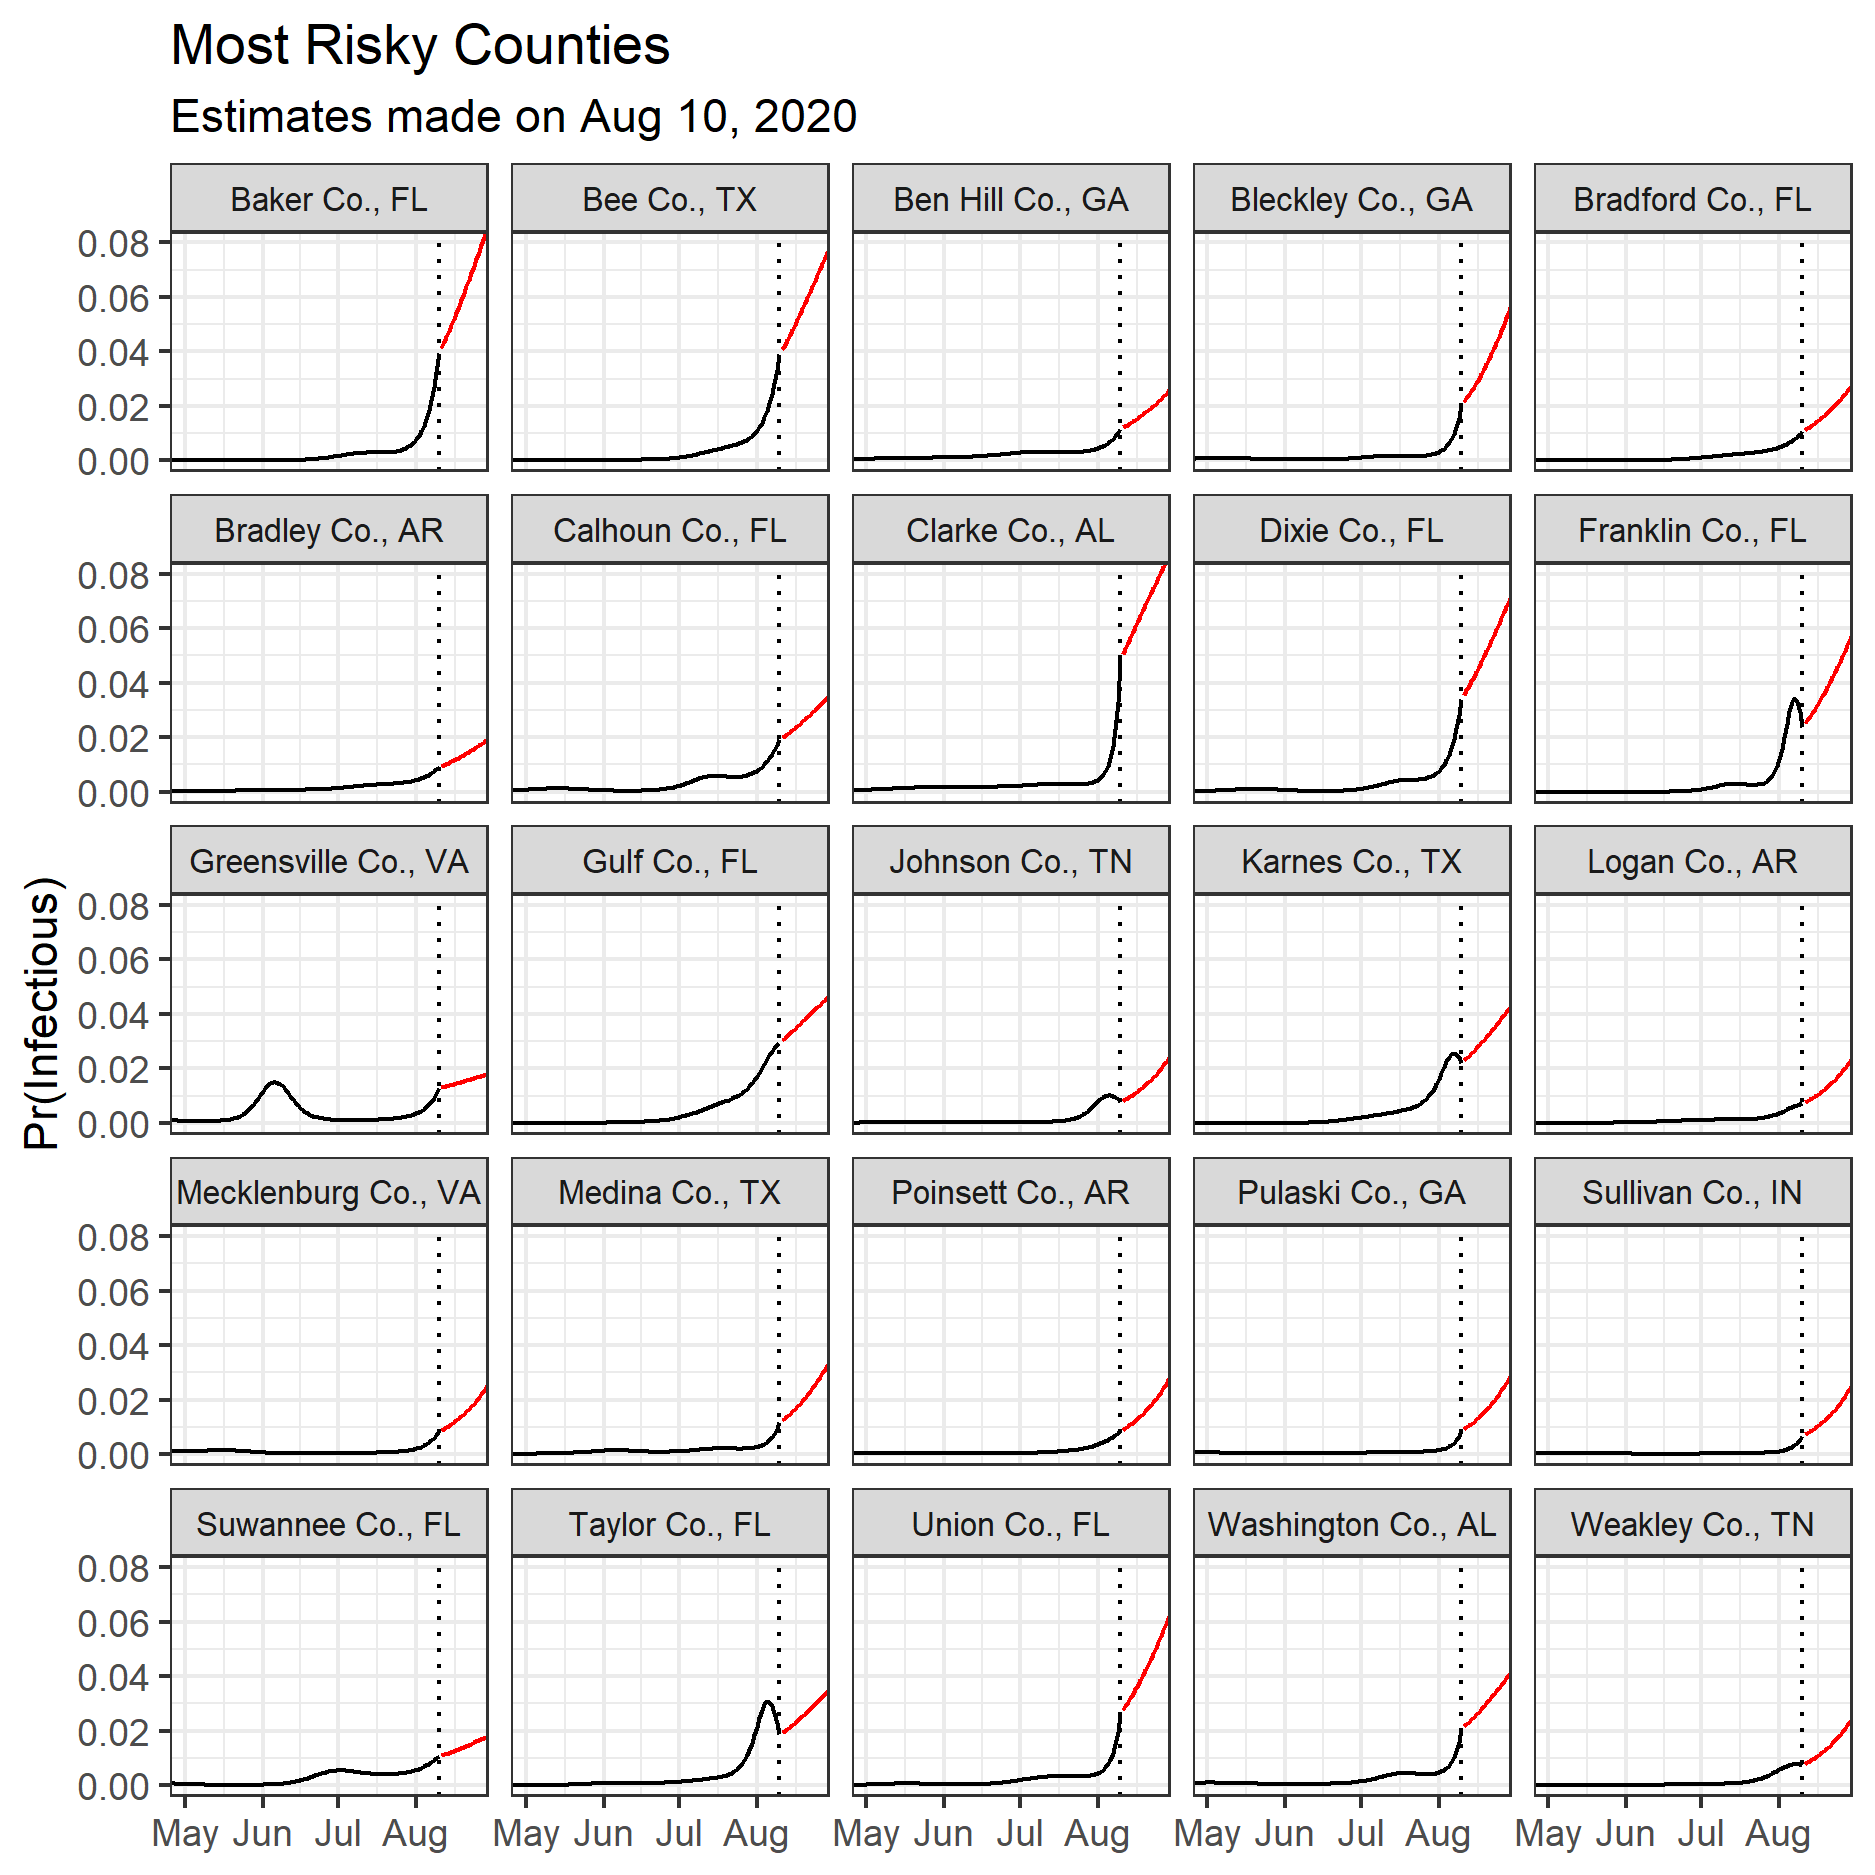 Most Risky Counties
Estimates made on Aug 10, 2020
Baker Co., FL Bee Co., TX Ben Hill Co., GA Bleckley Co., GA Bradford Co., FL
0.08
0.06
0.04
0.02
0.00
Bradley Co., AR Calhoun Co., FL Clarke Co., AL Dixie Co., FL Franklin Co., FL
0.08
0.06
0.04
0.02
0.00
Greensville Co., VA Gulf Co., FL Johnson Co., TN Karnes Co., TX Logan Co., AR
0.08
0.06
0.04
0.02
0.00
Pr(Infectious)
Mecklenburg Co., VA Medina Co., TX Poinsett Co., AR Pulaski Co., GA Sullivan Co., IN
0.08
0.06
0.04
0.02
0.00
Suwannee Co., FL Taylor Co., FL Union Co., FL Washington Co., AL Weakley Co., TN
0.08
0.06
0.04
0.02
0.00
May Jun Jul Aug May Jun Jul Aug May Jun Jul Aug May Jun Jul Aug May Jun Jul Aug